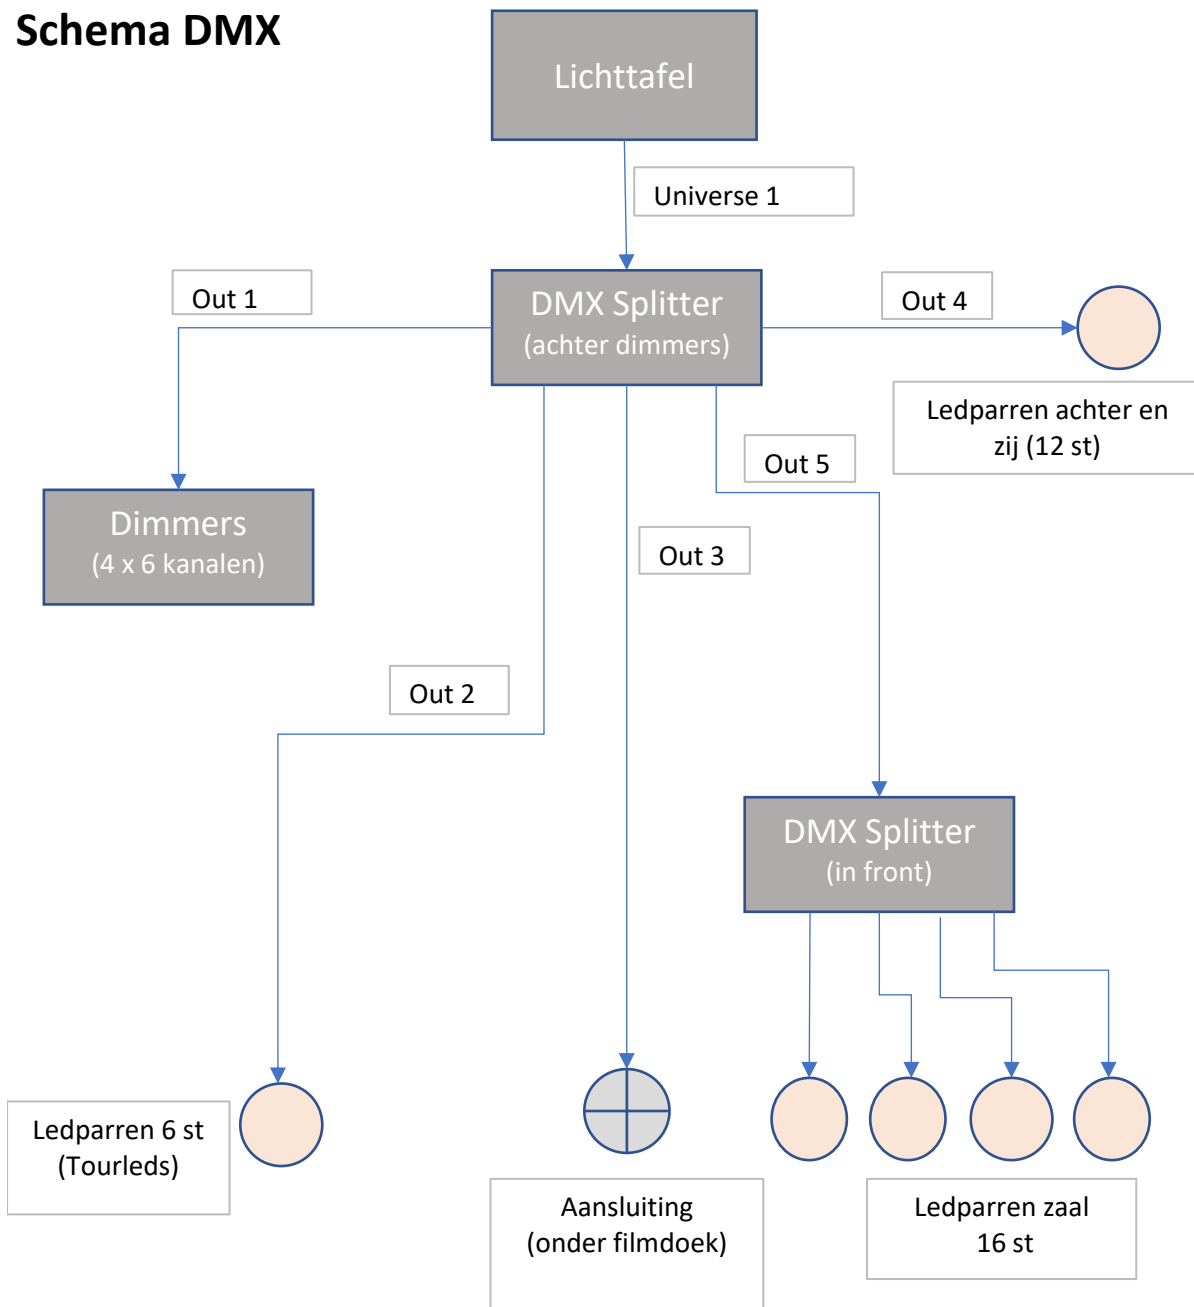 Schema DMX
Lichttafel
Universe 1
Out 1
DMX Splitter
(achter dimmers)
Out 4
Ledparren achter en
zij (12 st)
Out 5
Dimmers
(4 x 6 kanalen)
Out 3
Out 2
DMX Splitter
(in front)
Ledparren 6 st
(Tourleds)
Aansluiting
(onder filmdoek)
Ledparren zaal
16 st